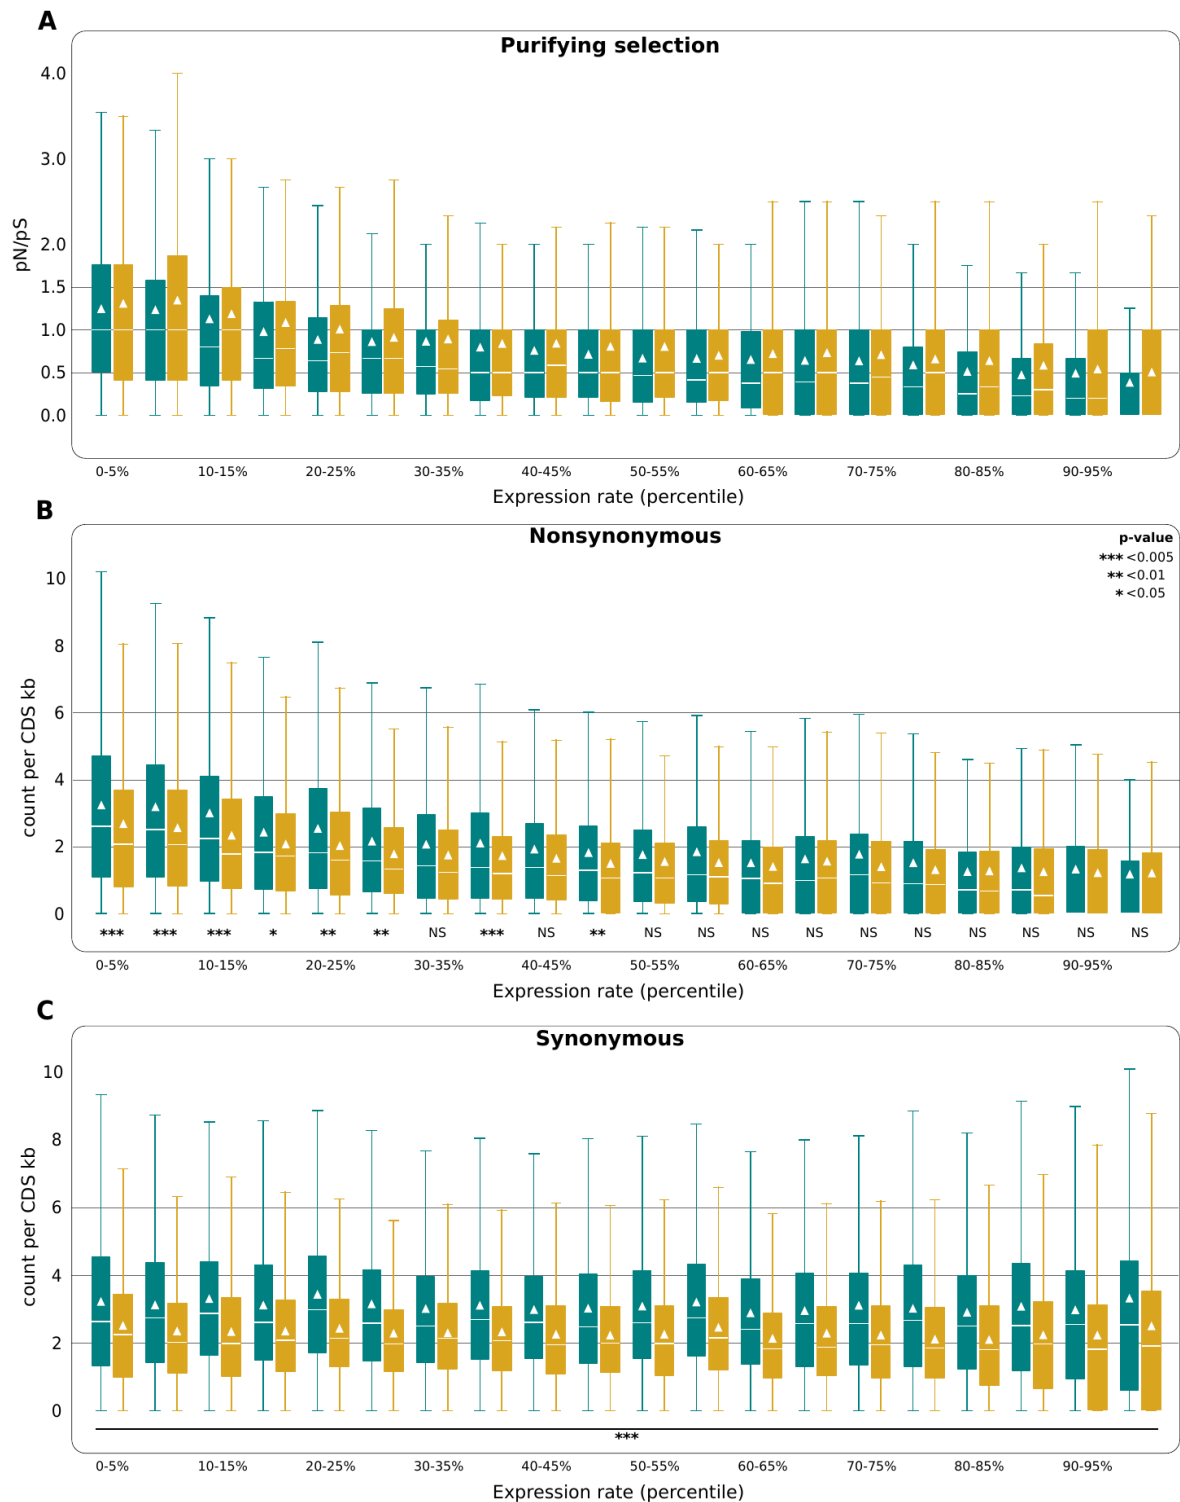 A
Purifying selection
4.0
3.0
2.0
1.5
1.0
0.5
0.0
pN/pS
0-5% 10-15% 20-25% 30-35% 40-45% 50-55% 60-65% 70-75% 80-85% 90-95%
Expression rate (percentile)
B
Nonsynonymous
p-value
*** <0.005
** <0.01
* <0.05
10
8
6
4
2
0
count per CDS kb
*** *** *** * ** ** NS *** NS ** NS NS NS NS NS NS NS NS NS NS
0-5% 10-15% 20-25% 30-35% 40-45% 50-55% 60-65% 70-75% 80-85% 90-95%
Expression rate (percentile)
C
Synonymous
10
8
6
4
2
0
count per CDS kb
***
0-5% 10-15% 20-25% 30-35% 40-45% 50-55% 60-65% 70-75% 80-85% 90-95%
Expression rate (percentile)